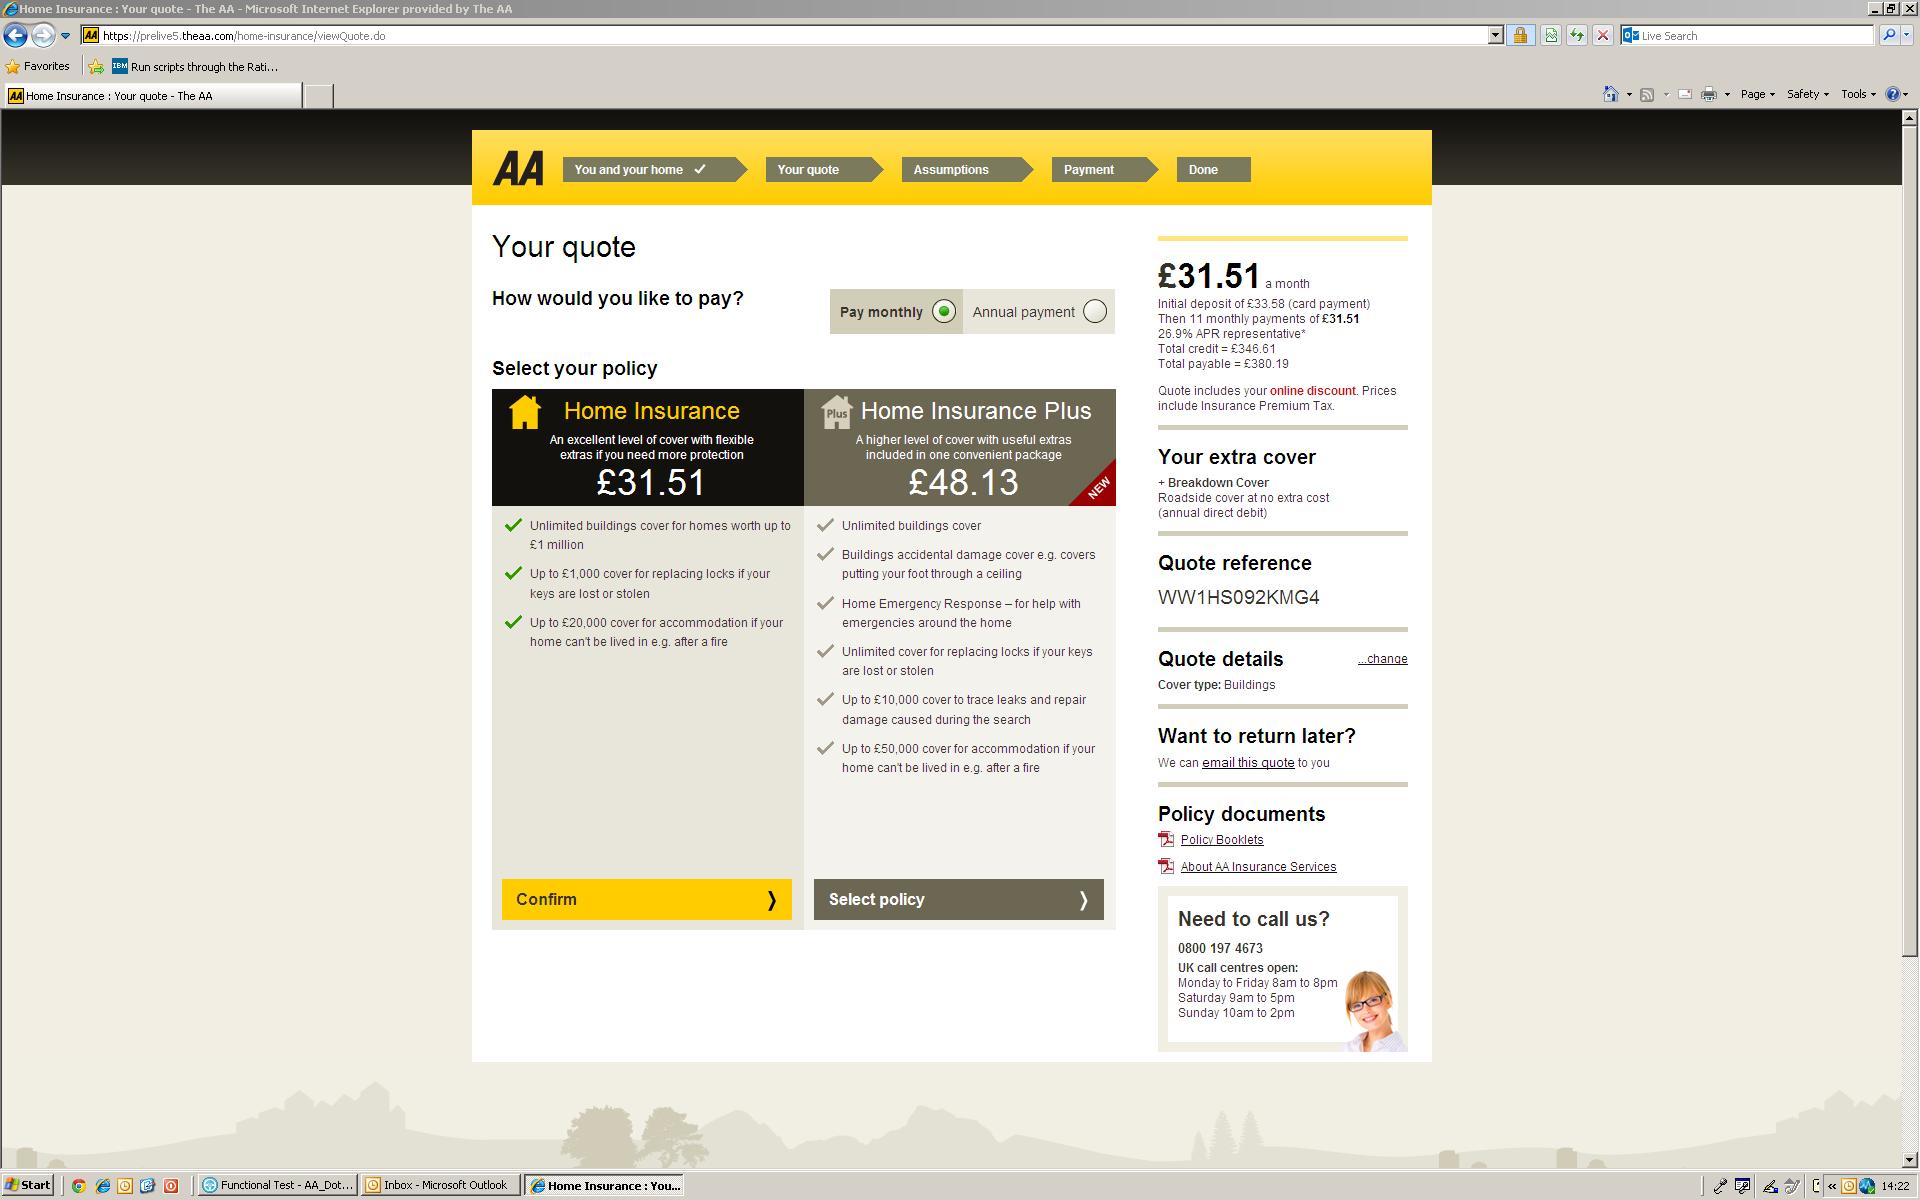 Home Insurance : Your quote - The AA - Microsoft Internet Explorer provided by The AA
AA https://prelive5.theaa.com/home-insurance/viewQuote.do
Live Search
Favorites
IBM Run scripts through the Rati...
AA Home Insurance : Your quote - The AA
Page
Safety
Tools
AA
You and your home
Your quote
Assumptions
Payment
Done
Your quote
How would you like to pay?
Pay monthly
Annual payment
Select your policy
Home Insurance
An excellent level of cover with flexible
extras if you need more protection
£31.51
Unlimited buildings cover for homes worth up to
£1 million
Up to £1,000 cover for replacing locks if your
keys are lost or stolen
Up to £20,000 cover for accommodation if your
home can't be lived in e.g. after a fire
Confirm
Plus
Home Insurance Plus
A higher level of cover with useful extras
included in one convenient package
£48.13
NEW
Unlimited buildings cover
Buildings accidental damage cover e.g. covers
putting your foot through a ceiling
Home Emergency Response – for help with
emergencies around the home
Unlimited cover for replacing locks if your keys
are lost or stolen
Up to £10,000 cover to trace leaks and repair
damage caused during the search
Up to £50,000 cover for accommodation if your
home can't be lived in e.g. after a fire
Select policy
£31.51 a month
Initial deposit of £33.58 (card payment)
Then 11 monthly payments of £31.51
26.9% APR representative*
Total credit = £346.61
Total payable = £380.19
Quote includes your online discount. Prices
include Insurance Premium Tax.
Your extra cover
+ Breakdown Cover
Roadside cover at no extra cost
(annual direct debit)
Quote reference
WW1HS092KMG4
Quote details
...change
Cover type: Buildings
Want to return later?
We can email this quote to you
Policy documents
Policy Booklets
About AA Insurance Services
Need to call us?
0800 197 4673
UK call centres open:
Monday to Friday 8am to 8pm
Saturday 9am to 5pm
Sunday 10am to 2pm
Start
Functional Test - AA_Dot...
Inbox - Microsoft Outlook
Home Insurance : You...
14:22